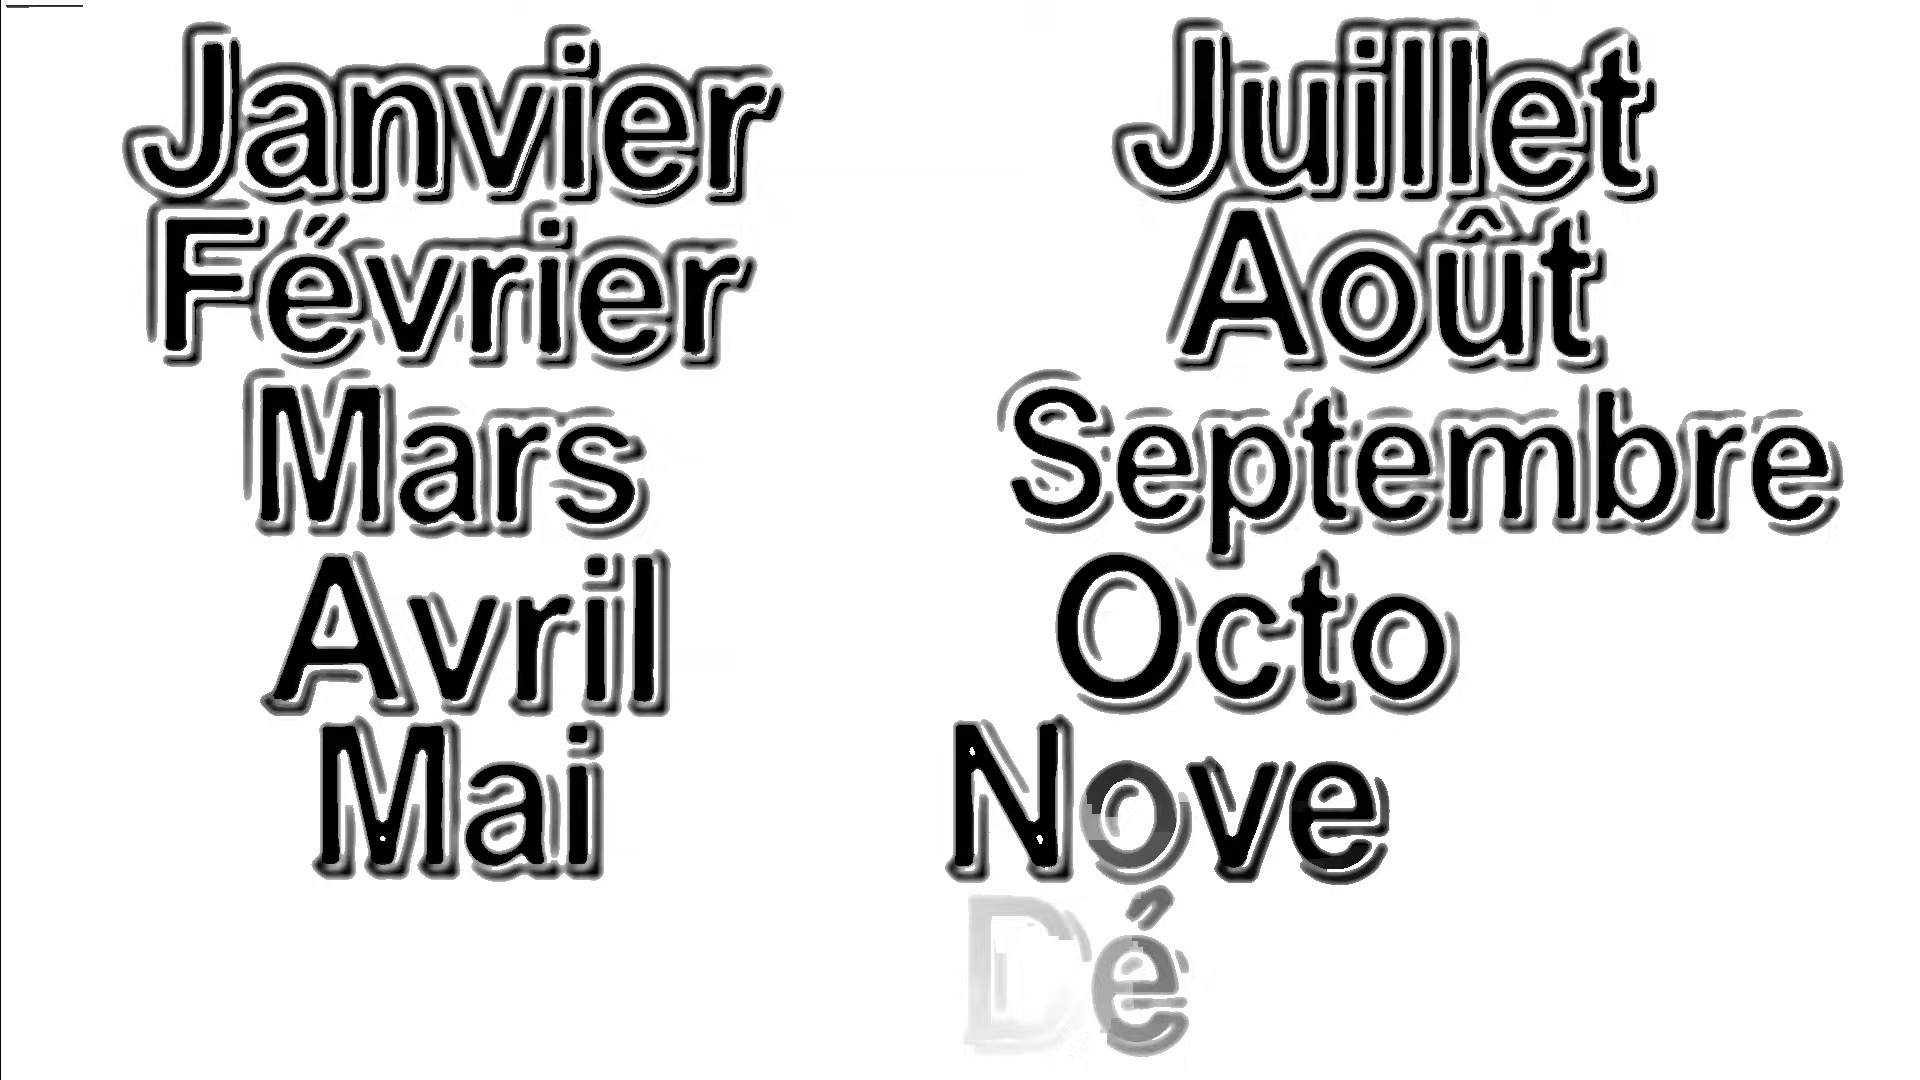 Janvier
Février
Mars
Avril
Mai
Juillet
Août
Septembre
Octo
Nove
Dé